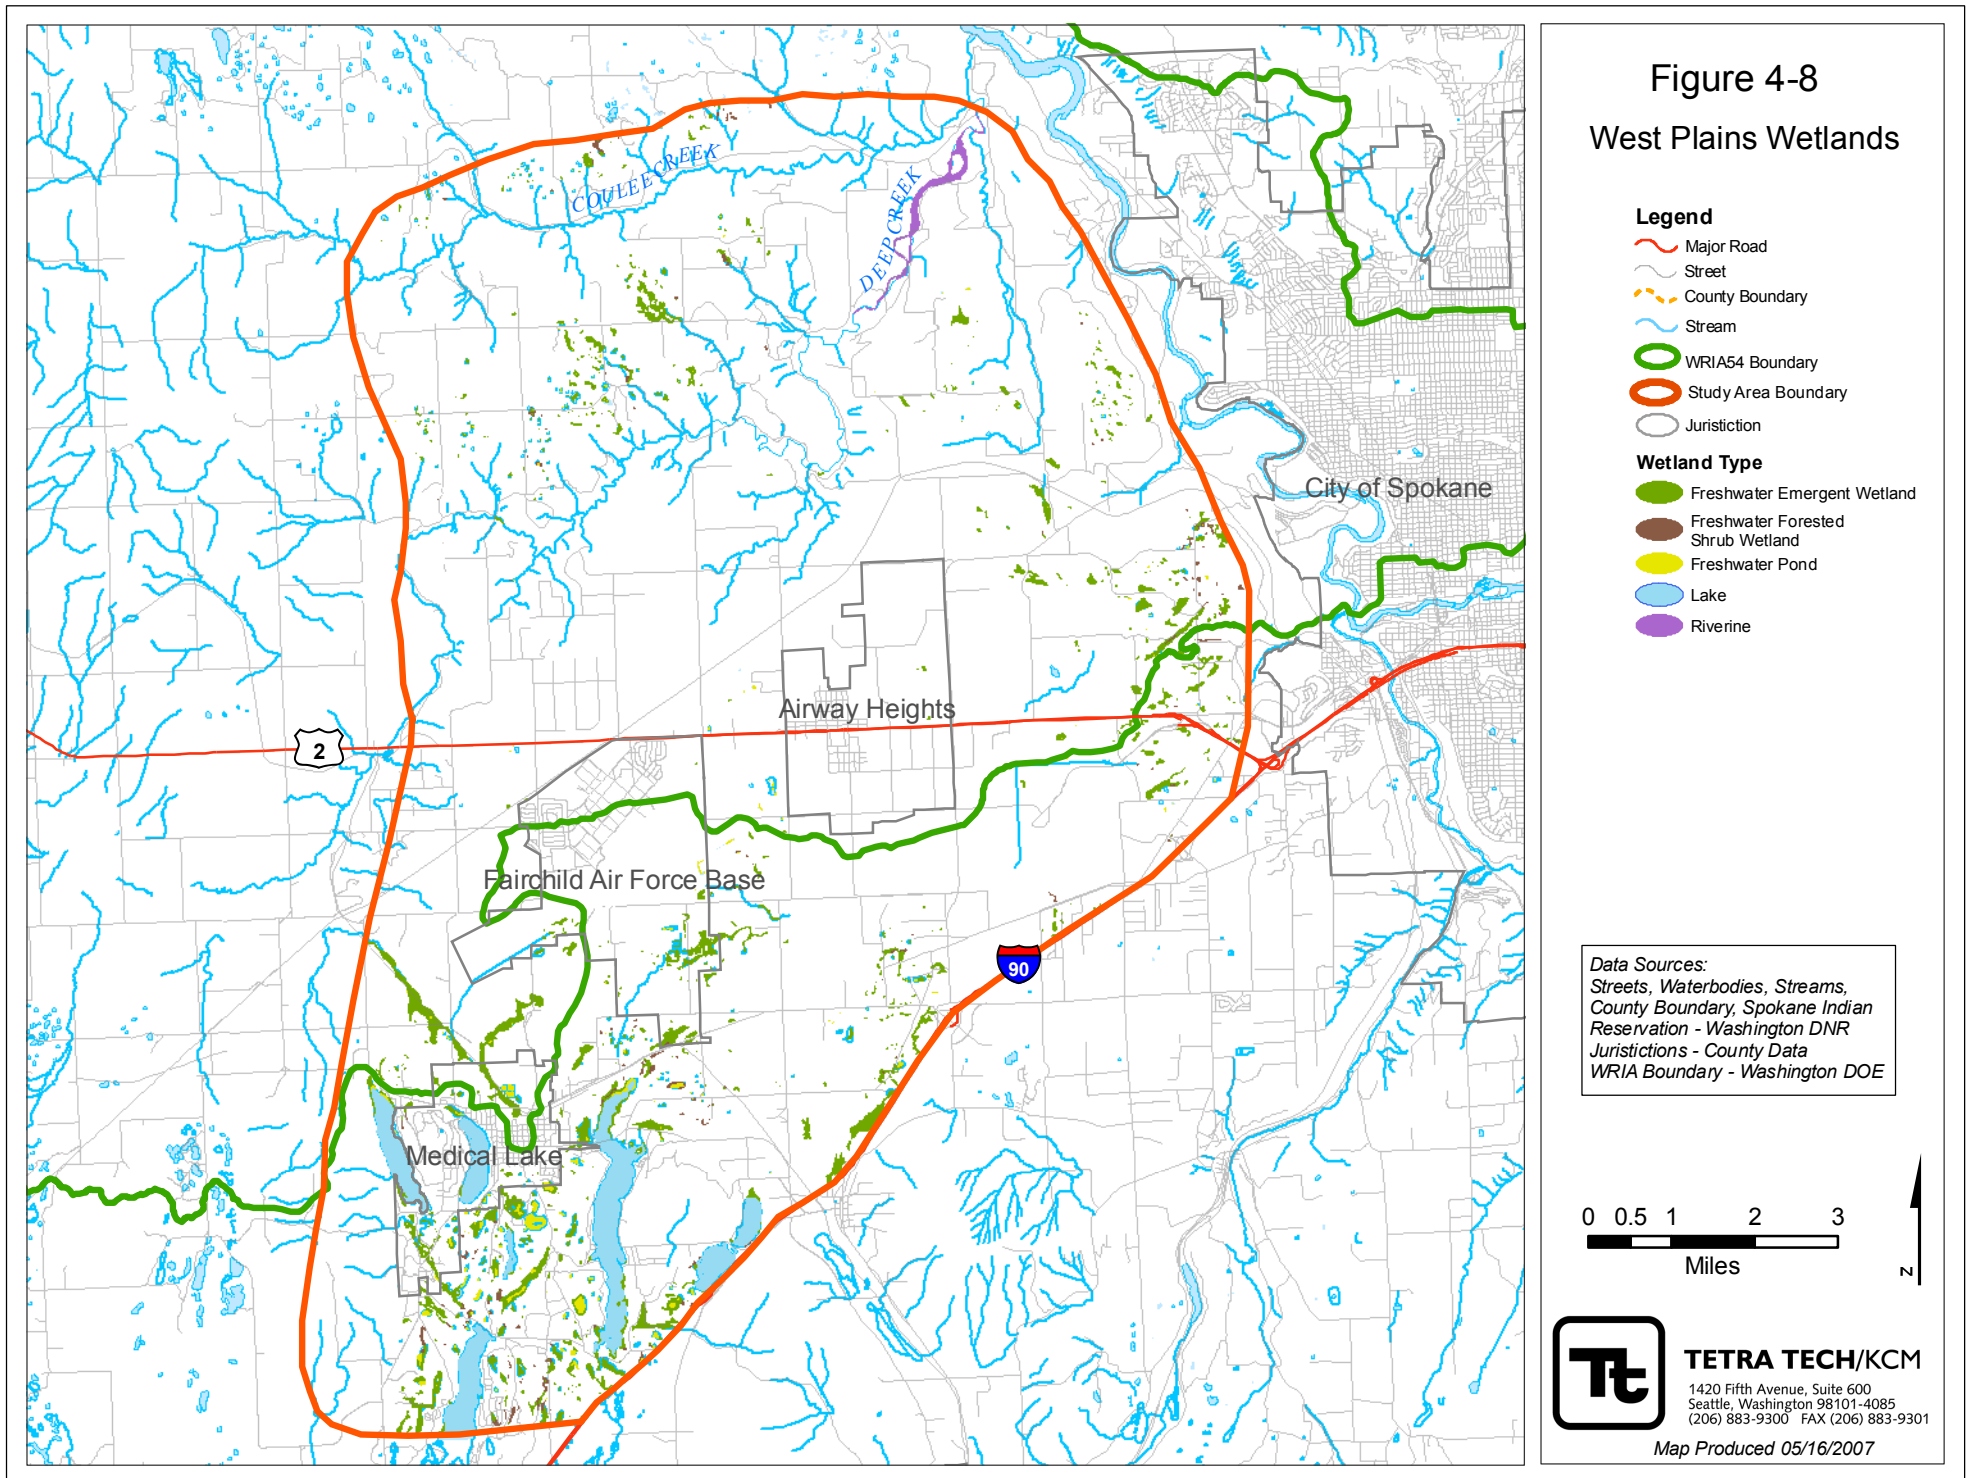 Figure 4-8
West Plains Wetlands
Legend
Major Road
Street
County Boundary
Stream
WRIA54 Boundary
Study Area Boundary
Juristiction
Wetland Type
Freshwater Emergent Wetland
Freshwater Forested
Shrub Wetland
Freshwater Pond
Lake
Riverine
COULEE CREEK
DEEP CREEK
City of Spokane
Airway Heights
2
Fairchild Air Force Base
90
Medical Lake
Data Sources:
Streets, Waterbodies, Streams,
County Boundary, Spokane Indian
Reservation - Washington DNR
Juristictions - County Data
WRIA Boundary - Washington DOE
0 0.5 1 2 3
Miles
N
Tt
TETRA TECH/KCM
1420 Fifth Avenue, Suite 600
Seattle, Washington 98101-4085
(206) 883-9300 FAX (206) 883-9301
Map Produced 05/16/2007